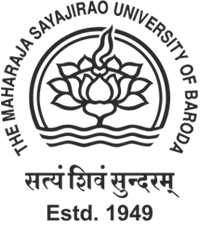 THE MAHARAJA SAYAJIRAO UNIVERSITY OF BARODA
सत्यं शिवं सुन्दरम्
Estd. 1949